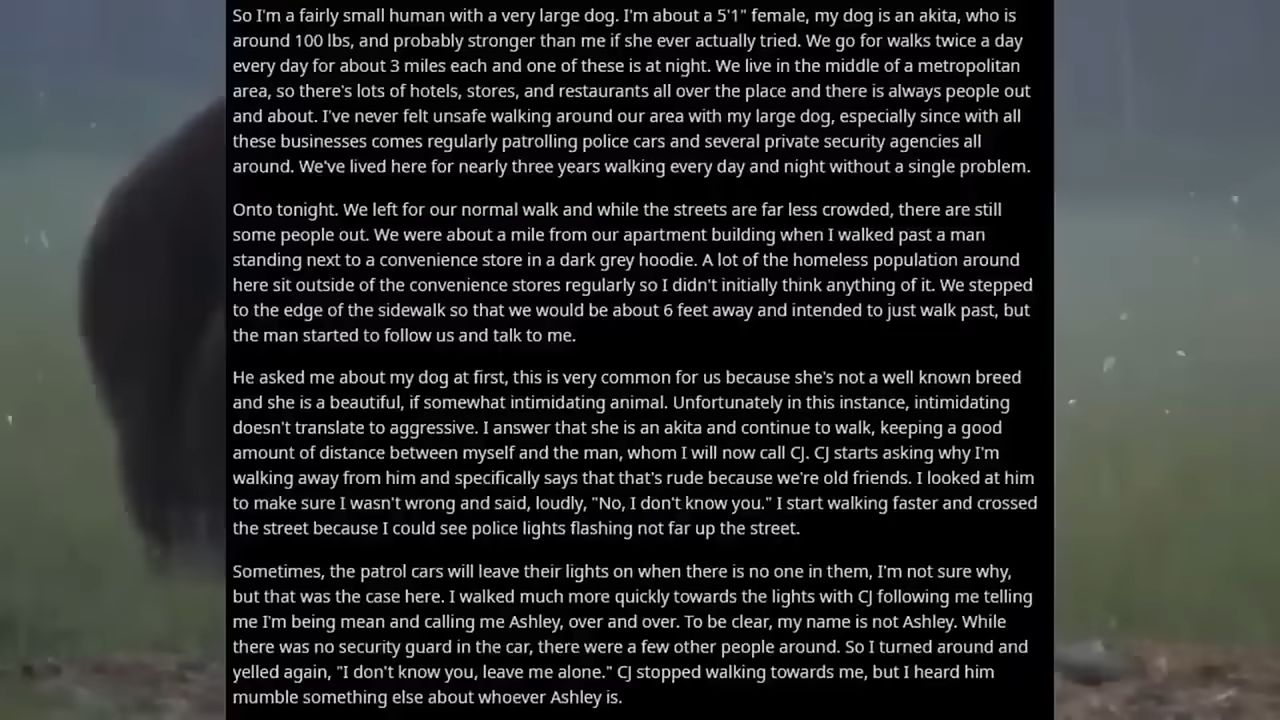 So I'm a fairly small human with a very large dog. I'm about a 5'1" female, my dog is an akita, who is
around 100 lbs, and probably stronger than me if she ever actually tried. We go for walks twice a day
every day for about 3 miles each and one of these is at night. We live in the middle of a metropolitan
area, so there's lots of hotels, stores, and restaurants all over the place and there is always people out
and about. I've never felt unsafe walking around our area with my large dog, especially since with all
these businesses comes regularly patrolling police cars and several private security agencies all
around. We've lived here for nearly three years walking every day and night without a single problem.
Onto tonight. We left for our normal walk and while the streets are far less crowded, there are still
some people out. We were about a mile from our apartment building when I walked past a man
standing next to a convenience store in a dark grey hoodie. A lot of the homeless population around
here sit outside of the convenience stores regularly so I didn't initially think anything of it. We stepped
to the edge of the sidewalk so that we would be about 6 feet away and intended to just walk past, but
the man started to follow us and talk to me.
He asked me about my dog at first, this is very common for us because she's not a well known breed
and she is a beautiful, if somewhat intimidating animal. Unfortunately in this instance, intimidating
doesn't translate to aggressive. I answer that she is an akita and continue to walk, keeping a good
amount of distance between myself and the man, whom I will now call CJ. CJ starts asking why I'm
walking away from him and specifically says that that's rude because we're old friends. I looked at him
to make sure I wasn't wrong and said, loudly, "No, I don't know you." I start walking faster and crossed
the street because I could see police lights flashing not far up the street.
Sometimes, the patrol cars will leave their lights on when there is no one in them, I'm not sure why,
but that was the case here. I walked much more quickly towards the lights with CJ following me telling
me I'm being mean and calling me Ashley, over and over. To be clear, my name is not Ashley. While
there was no security guard in the car, there were a few other people around. So I turned around and
yelled again, "I don't know you, leave me alone." CJ stopped walking towards me, but I heard him
mumble something else about whoever Ashley is.